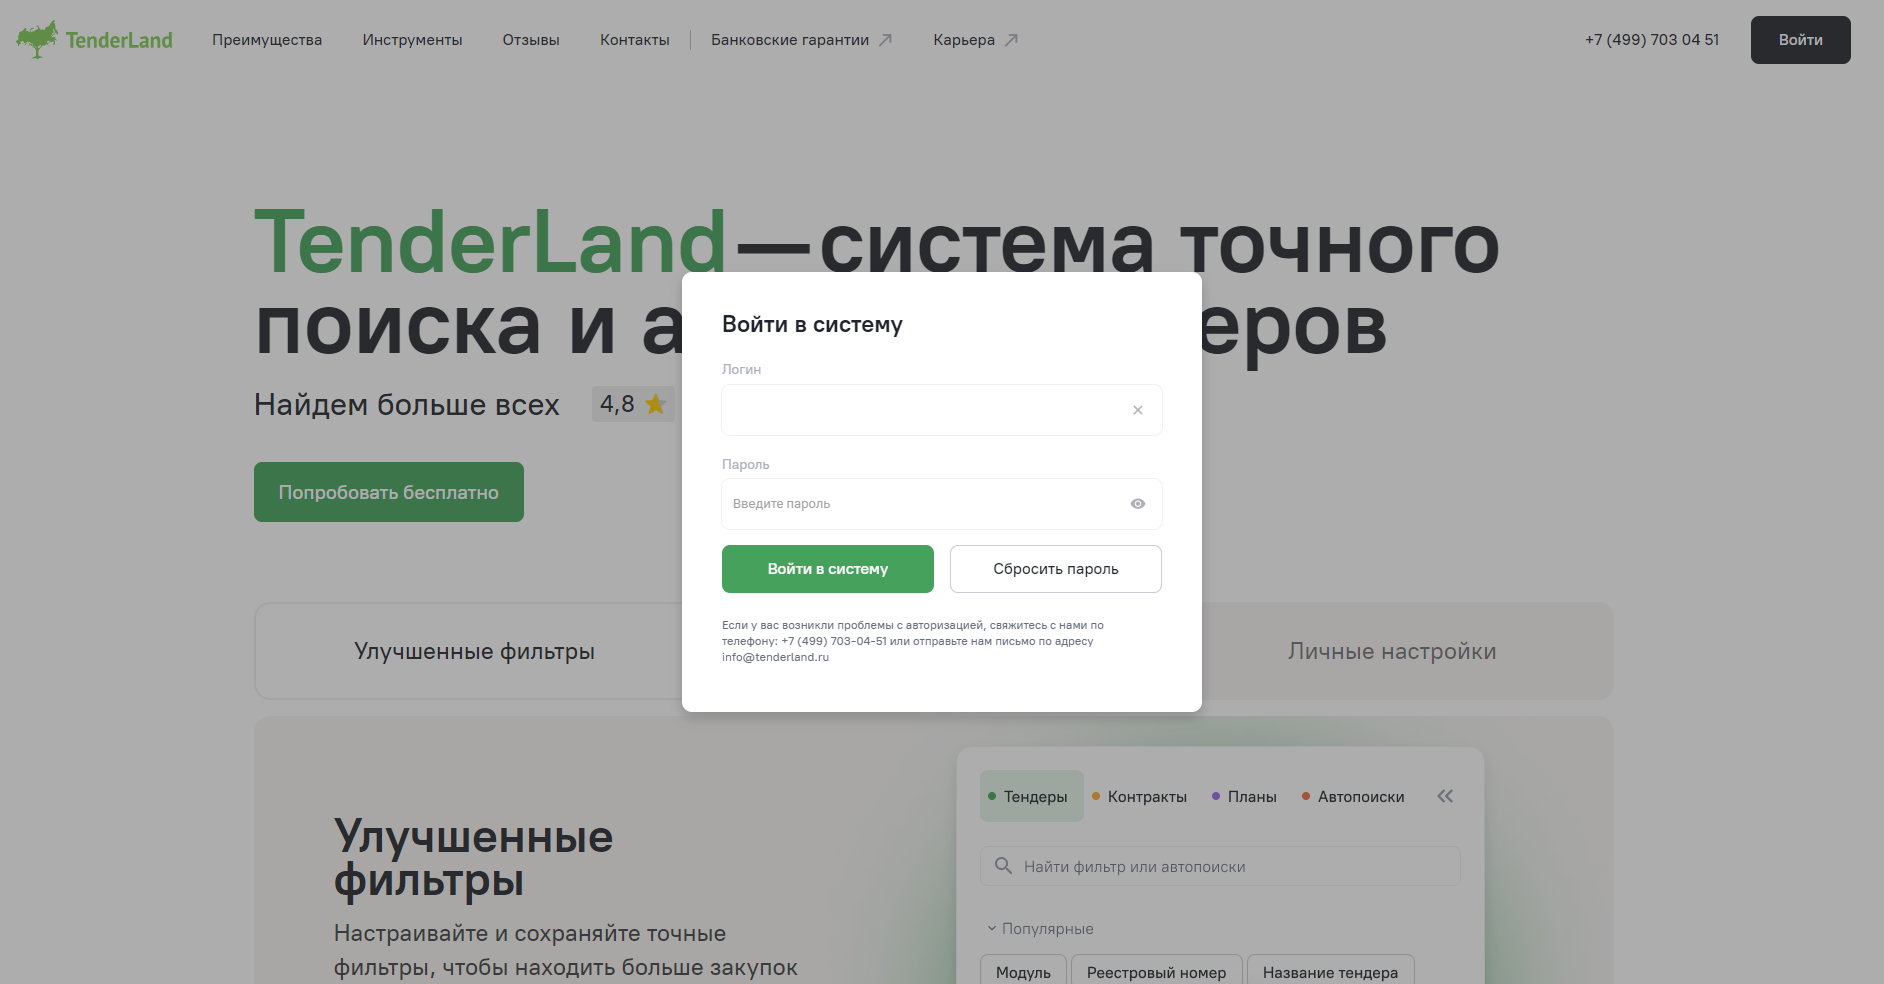 TenderLand
Преимущества
Инструменты
Отзывы
Контакты
Банковские гарантии
Карьера
+7 (499) 703 04 51
Войти
TenderLand — система точного
поиска и а
еров
Найдем больше всех
4,8
Попробовать бесплатно
Войти в систему
Логин
Пароль
Введите пароль
Войти в систему
Сбросить пароль
Если у вас возникли проблемы с авторизацией, свяжитесь с нами по
телефону: +7 (499) 703-04-51 или отправьте нам письмо по адресу
info@tenderland.ru
Улучшенные фильтры
Личные настройки
Улучшенные
фильтры
Настраивайте и сохраняйте точные
фильтры, чтобы находить больше закупок
Тендеры
Контракты
Планы
Автопоиски
Найти фильтр или автопоиски
Популярные
Модуль
Реестровый номер
Название тендера